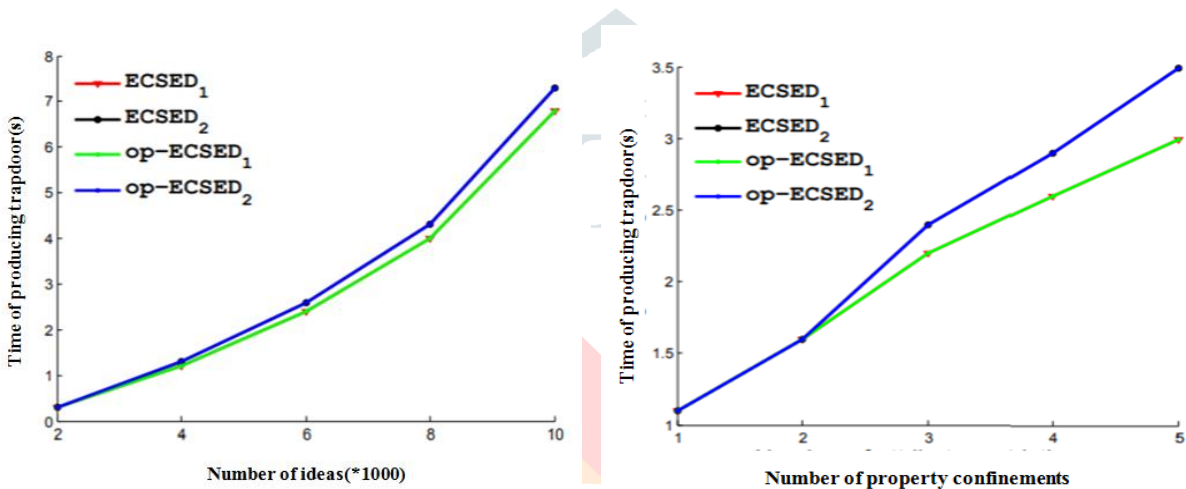 Time of producing trapdoor(s)
8
7
6
5
4
3
2
1
0
ECSED1
ECSED2
op-ECSED1
op-ECSED2
2 4 6 8 10
Number of ideas(*1000)
Time of producing trapdoor(s)
3.5
3
2.5
2
1.5
1
ECSED1
ECSED2
op-ECSED1
op-ECSED2
1 2 3 4 5
Number of property confinements